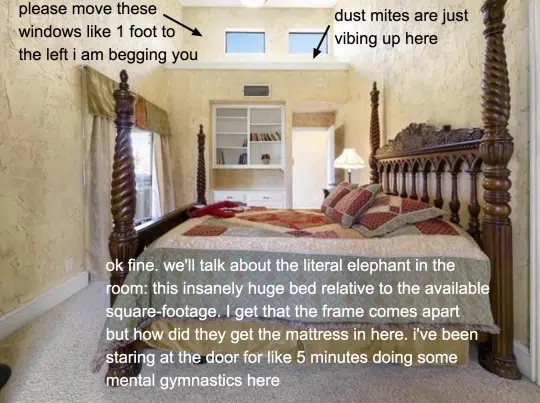 please move these
windows like 1 foot to
the left i am begging you
dust mites are just
vibing up here
ok fine. we'll talk about the literal elephant in the
room: this insanely huge bed relative to the available
square-footage. I get that the frame comes apart
but how did they get the mattress in here. i've been
staring at the door for like 5 minutes doing some
mental gymnastics here